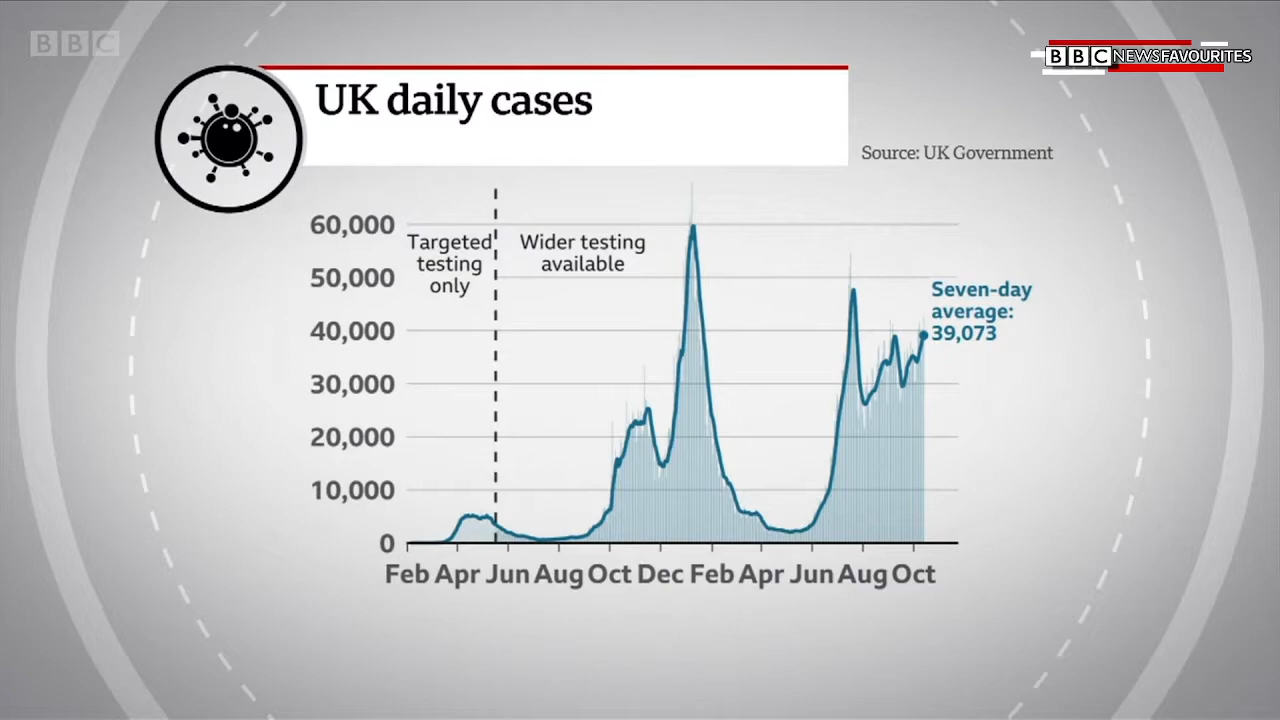 BBC
BBC NEWS FAVOURITES
UK daily cases
Source: UK Government
60,000
50,000
40,000
30,000
20,000
10,000
0
Targeted
testing
only
Wider testing
available
Seven-day
average:
39,073
Feb Apr Jun Aug Oct Dec Feb Apr Jun Aug Oct